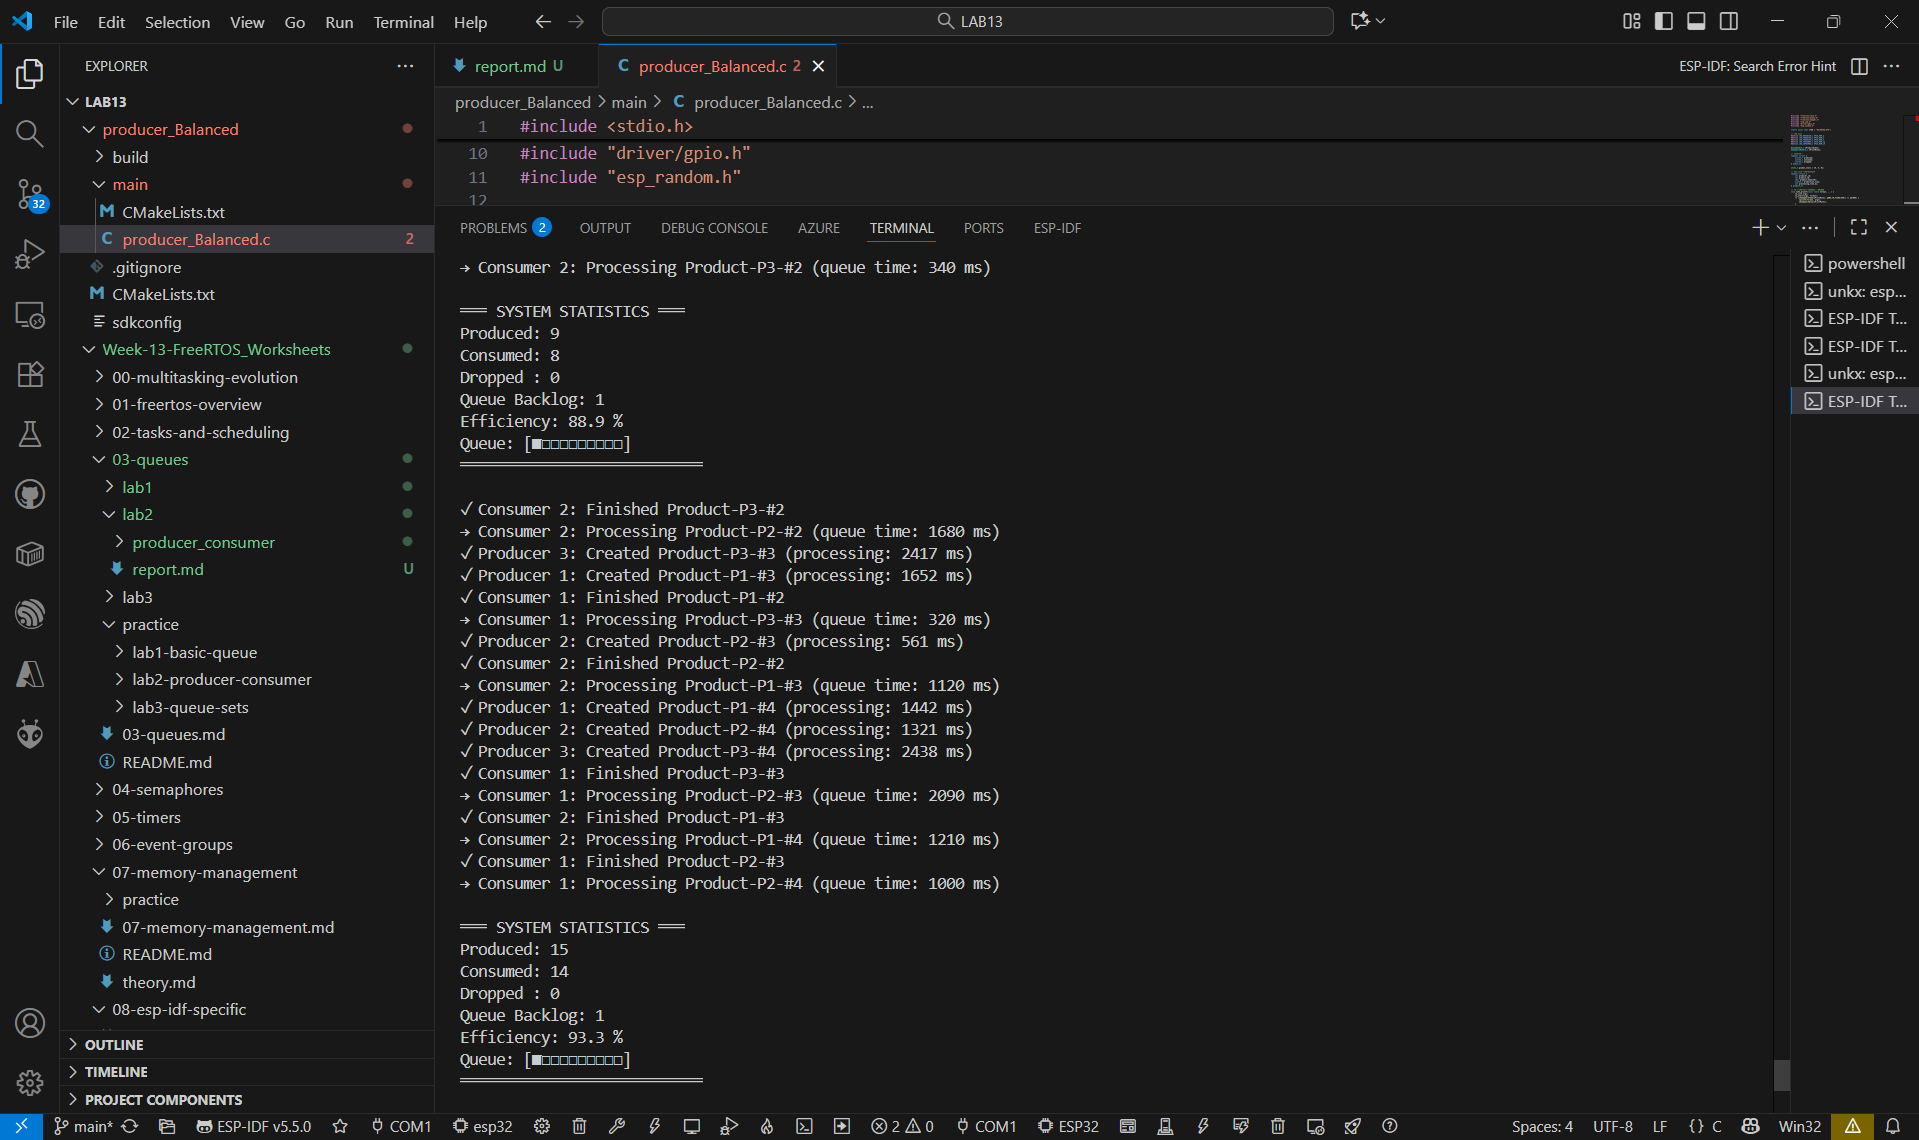 File Edit Selection View Go Run Terminal Help
LAB13
EXPLORER
LAB13
producer_Balanced
build
main
CMakeLists.txt
producer_Balanced.c 2
.gitignore
CMakeLists.txt
sdkconfig
Week-13-FreeRTOS_Worksheets
00-multitasking-evolution
01-freertos-overview
02-tasks-and-scheduling
03-queues
lab1
lab2
producer_consumer
report.md U
lab3
practice
lab1-basic-queue
lab2-producer-consumer
lab3-queue-sets
03-queues.md
README.md
04-semaphores
05-timers
06-event-groups
07-memory-management
practice
07-memory-management.md
README.md
theory.md
08-esp-idf-specific
OUTLINE
TIMELINE
PROJECT COMPONENTS
32
report.md U
C producer_Balanced.c 2
ESP-IDF: Search Error Hint
producer_Balanced > main > C producer_Balanced.c > ...
1 #include <stdio.h>
10 #include "driver/gpio.h"
11 #include "esp_random.h"
12
PROBLEMS 2 OUTPUT DEBUG CONSOLE AZURE TERMINAL PORTS ESP-IDF
→ Consumer 2: Processing Product-P3-#2 (queue time: 340 ms)
═══ SYSTEM STATISTICS ═══
Produced: 9
Consumed: 8
Dropped : 0
Queue Backlog: 1
Efficiency: 88.9 %
Queue: [■□□□□□□□□□]
═══════════════════════════
✓ Consumer 2: Finished Product-P3-#2
→ Consumer 2: Processing Product-P2-#2 (queue time: 1680 ms)
✓ Producer 3: Created Product-P3-#3 (processing: 2417 ms)
✓ Producer 1: Created Product-P1-#3 (processing: 1652 ms)
✓ Consumer 1: Finished Product-P1-#2
→ Consumer 1: Processing Product-P3-#3 (queue time: 320 ms)
✓ Producer 2: Created Product-P2-#3 (processing: 561 ms)
✓ Consumer 2: Finished Product-P2-#2
→ Consumer 2: Processing Product-P1-#3 (queue time: 1120 ms)
✓ Producer 1: Created Product-P1-#4 (processing: 1442 ms)
✓ Producer 2: Created Product-P2-#4 (processing: 1321 ms)
✓ Producer 3: Created Product-P3-#4 (processing: 2438 ms)
✓ Consumer 1: Finished Product-P3-#3
→ Consumer 1: Processing Product-P2-#3 (queue time: 2090 ms)
✓ Consumer 2: Finished Product-P1-#3
→ Consumer 2: Processing Product-P1-#4 (queue time: 1210 ms)
✓ Consumer 1: Finished Product-P2-#3
→ Consumer 1: Processing Product-P2-#4 (queue time: 1000 ms)
═══ SYSTEM STATISTICS ═══
Produced: 15
Consumed: 14
Dropped : 0
Queue Backlog: 1
Efficiency: 93.3 %
Queue: [■□□□□□□□□□]
═══════════════════════════
powershell
unkx: esp...
ESP-IDF T...
ESP-IDF T...
unkx: esp...
ESP-IDF T...
main* ESP-IDF v5.5.0 COM1 esp32 2 0 COM1 ESP32 Spaces: 4 UTF-8 LF {} C Win32